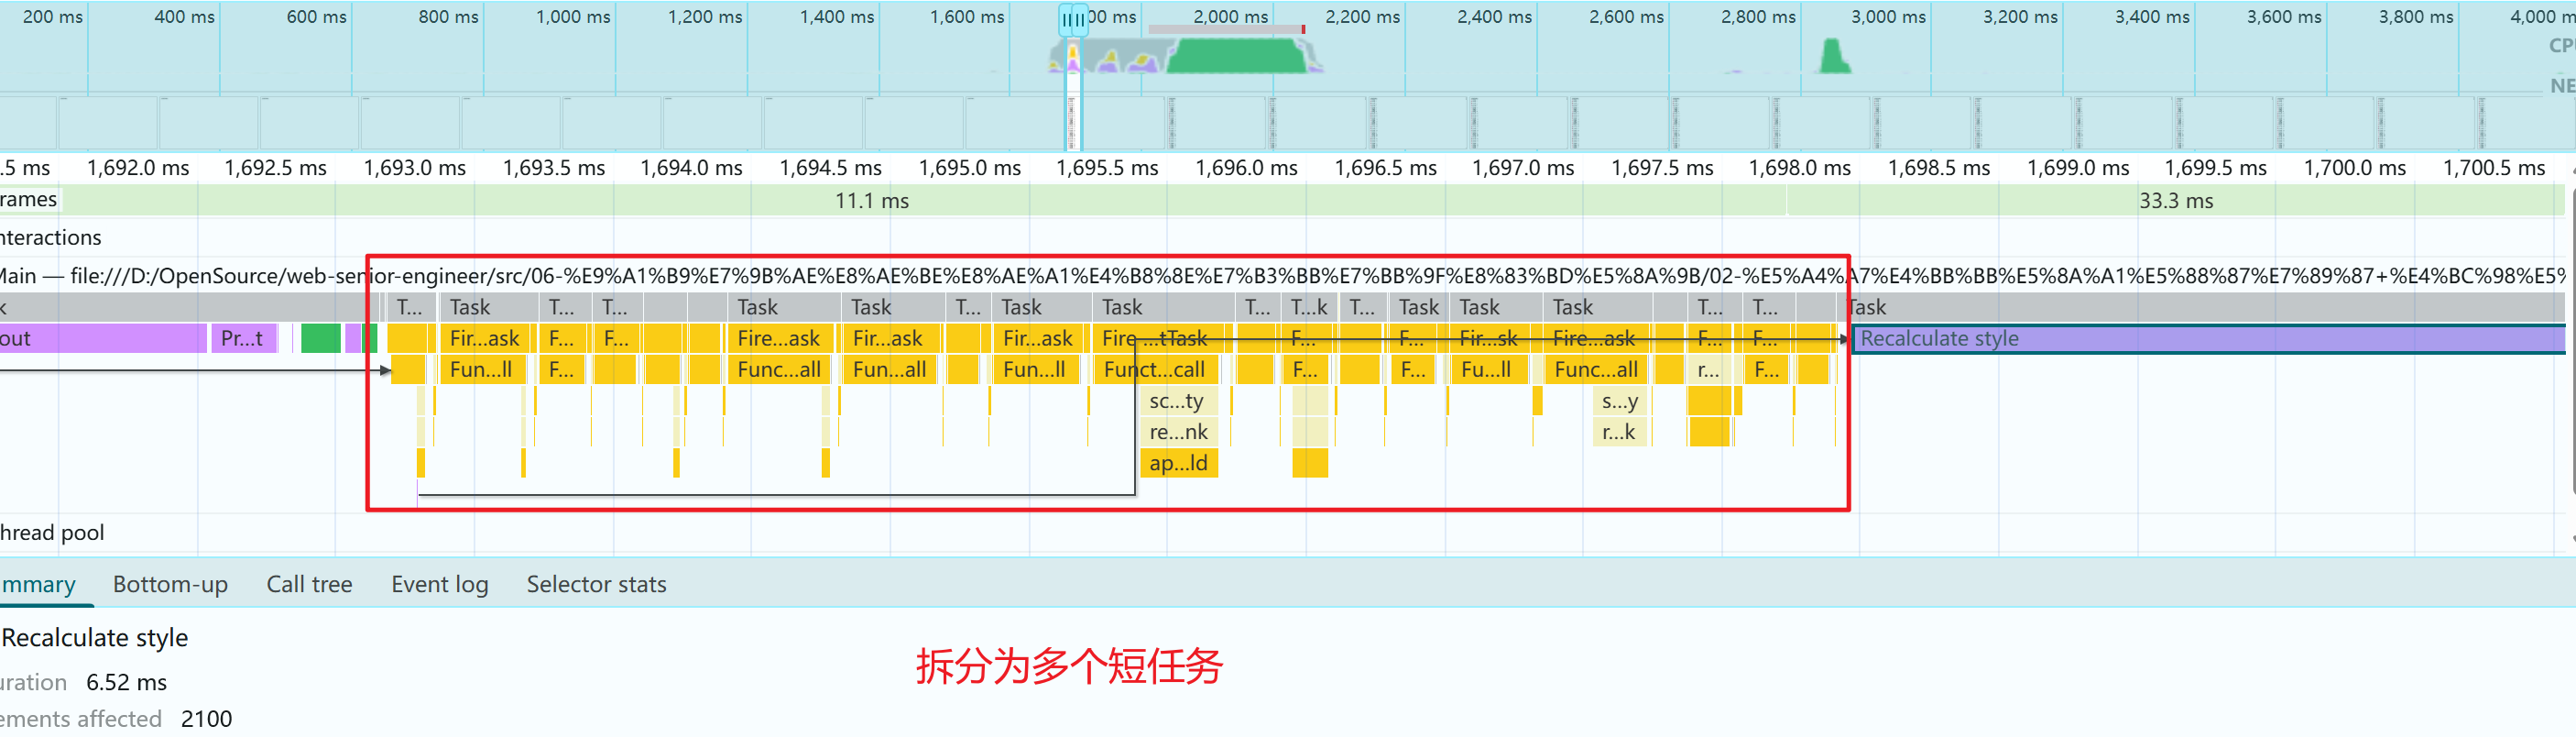 200 ms 400 ms 600 ms 800 ms 1,000 ms 1,200 ms 1,400 ms 1,600 ms 00 ms 2,000 ms 2,200 ms 2,400 ms 2,600 ms 2,800 ms 3,000 ms 3,200 ms 3,400 ms 3,600 ms 3,800 ms 4,000 m
CP
NE
.5 ms 1,692.0 ms 1,692.5 ms 1,693.0 ms 1,693.5 ms 1,694.0 ms 1,694.5 ms 1,695.0 ms 1,695.5 ms 1,696.0 ms 1,696.5 ms 1,697.0 ms 1,697.5 ms 1,698.0 ms 1,698.5 ms 1,699.0 ms 1,699.5 ms 1,700.0 ms 1,700.5 ms
rames 11.1 ms 33.3 ms
nteractions
Main — file:///D:/OpenSource/web-senior-engineer/src/06-%E9%A1%B9%E7%9B%AE%E8%AE%BE%E8%AE%A1%E4%B8%8E%E7%B3%BB%E7%BB%9F%E8%83%BD%E5%8A%9B/02-%E5%A4%A7%E4%BB%BB%E5%8A%A1%E5%88%87%E7%89%87+%E4%BC%98%E5%
k T... Task T... T... Task Task T... Task Task T... T...k T... Task Task Task T... T... Task
out Pr...t Fir...ask F... F... Fire...ask Fir...ask Fir...ask Fire...tTask F... F... Fir...sk Fire...ask F... F... Recalculate style
Fun...ll F... Func...all Fun...all Fun...ll Funct...call F... F... Fu...ll Func...all r... F...
sc...ty s...y
re...nk r...k
ap...ld
hread pool
mmary Bottom-up Call tree Event log Selector stats
Recalculate style
拆分为多个短任务
uration 6.52 ms
ements affected 2100